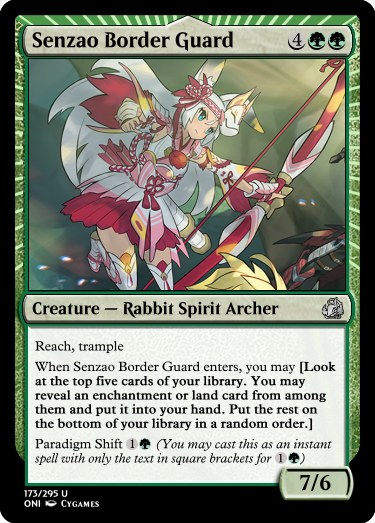 Senzao Border Guard 4
Creature — Rabbit Spirit Archer
Reach, trample
When Senzao Border Guard enters, you may [Look
at the top five cards of your library. You may
reveal an enchantment or land card from among
them and put it into your hand. Put the rest on
the bottom of your library in a random order.]
Paradigm Shift 1 (You may cast this as an instant
spell with only the text in square brackets for 1 )
7/6
173/295 U
ONI Cygames